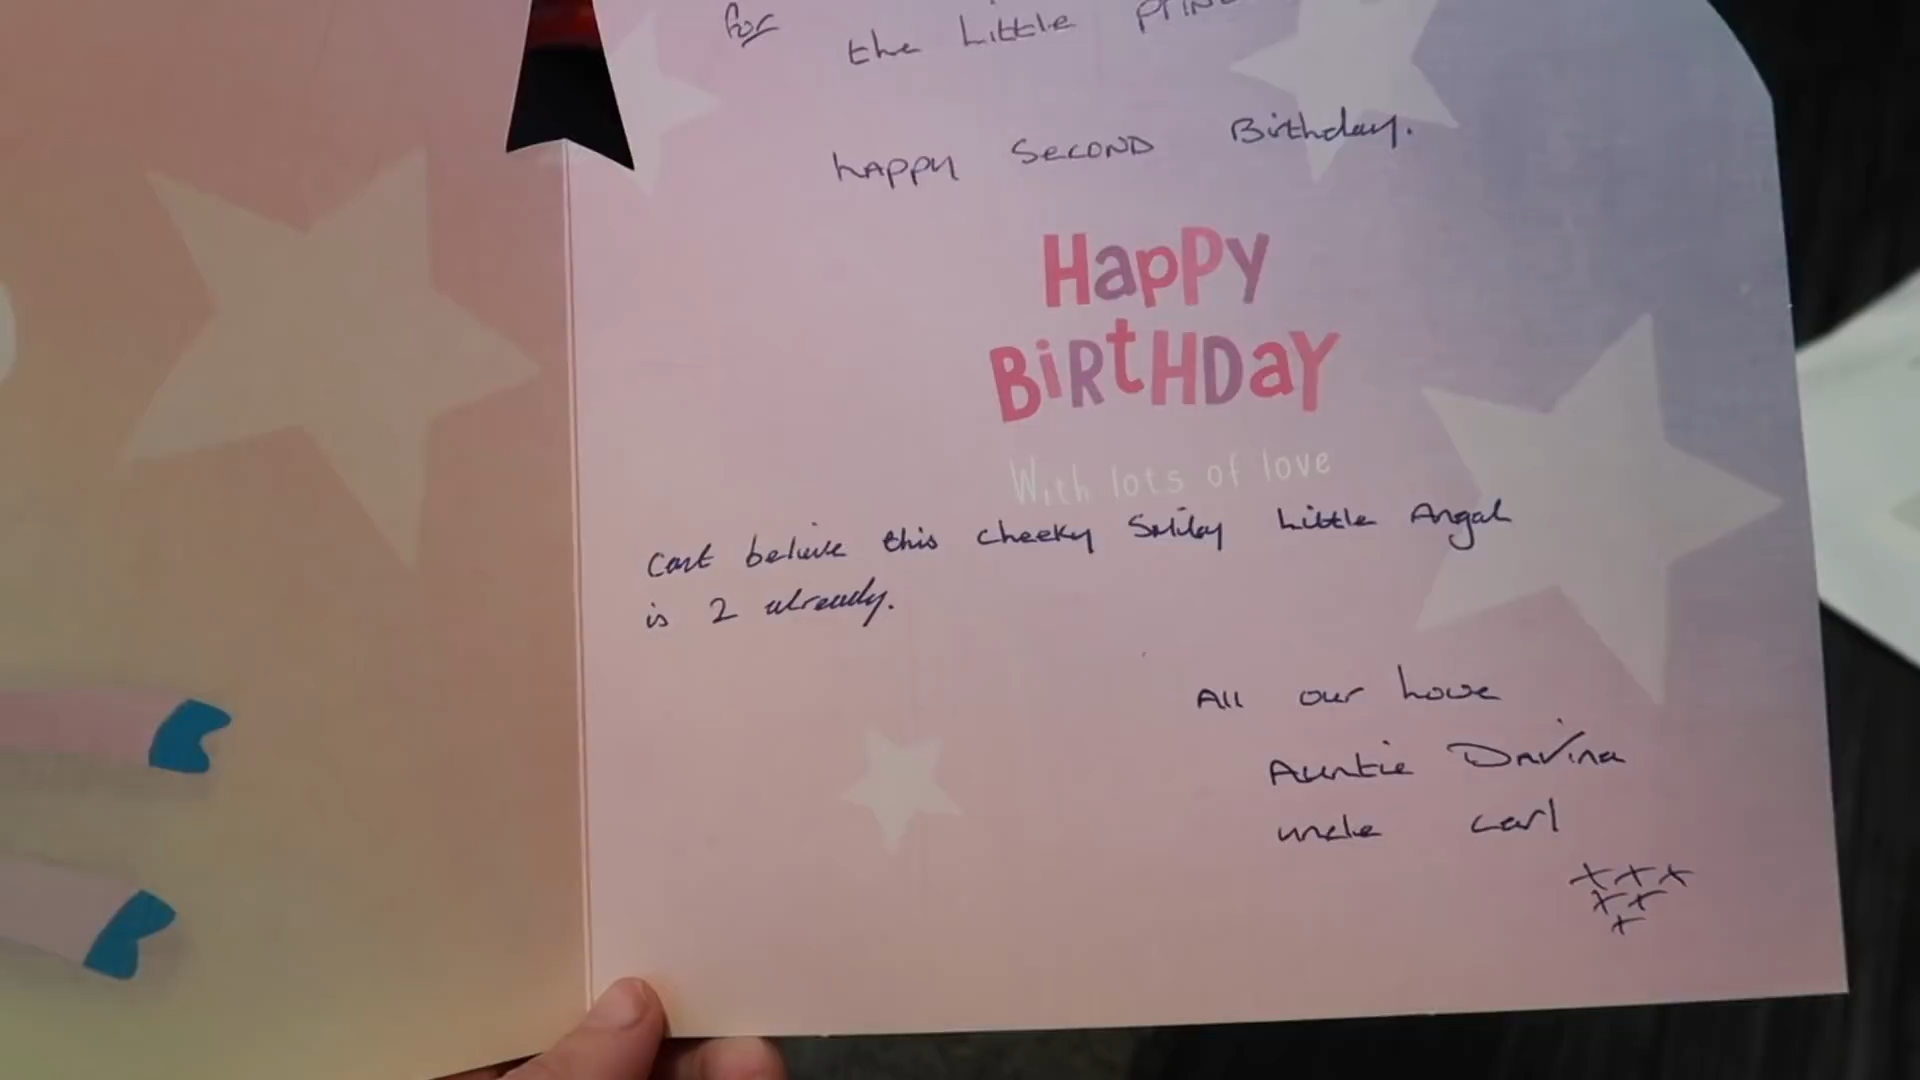 for
the Little
happy Second Birthday.
Happy
BiRtHDay
With lots of love
Cant believe this cheeky Smiley Little Angel
is 2 already.
All our Love
Auntie Davina
uncle carl
xxx
xx
x